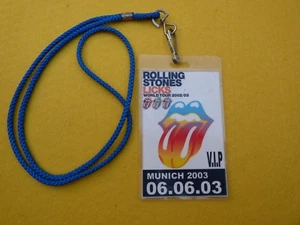 ROLLING
STONES
LICKS
WORLD TOUR 2002/03
V.I.P
MUNICH 2003
06.06.03